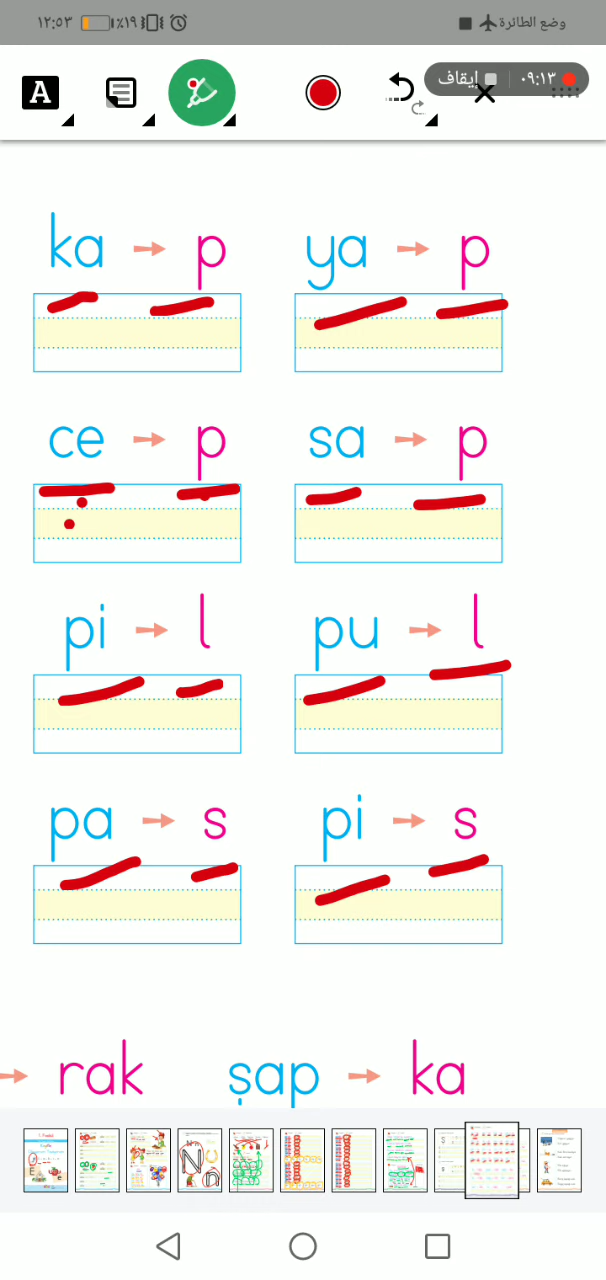 ١٢:٥٣ ٪١٩ وضع الطائرة
A إيقاف ٠٩:١٣
ka → p ya → p
ce → p sa → p
pi → l pu → l
pa → s pi → s
→ rak şap → ka